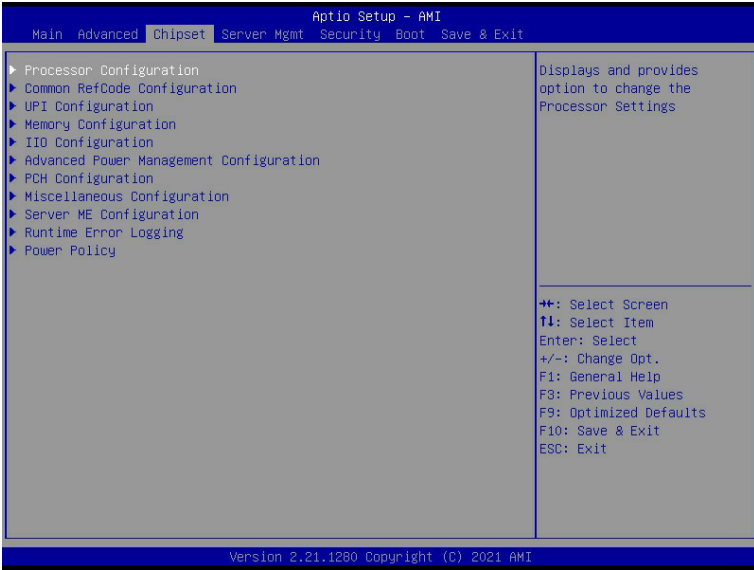 Aptio Setup – AMI
Main Advanced Chipset Server Mgmt Security Boot Save & Exit
Processor Configuration
Common RefCode Configuration
UPI Configuration
Memory Configuration
IIO Configuration
Advanced Power Management Configuration
PCH Configuration
Miscellaneous Configuration
Server ME Configuration
Runtime Error Logging
Power Policy
Displays and provides
option to change the
Processor Settings
→←: Select Screen
↑↓: Select Item
Enter: Select
+/-: Change Opt.
F1: General Help
F3: Previous Values
F9: Optimized Defaults
F10: Save & Exit
ESC: Exit
Version 2.21.1280 Copyright (C) 2021 AMI